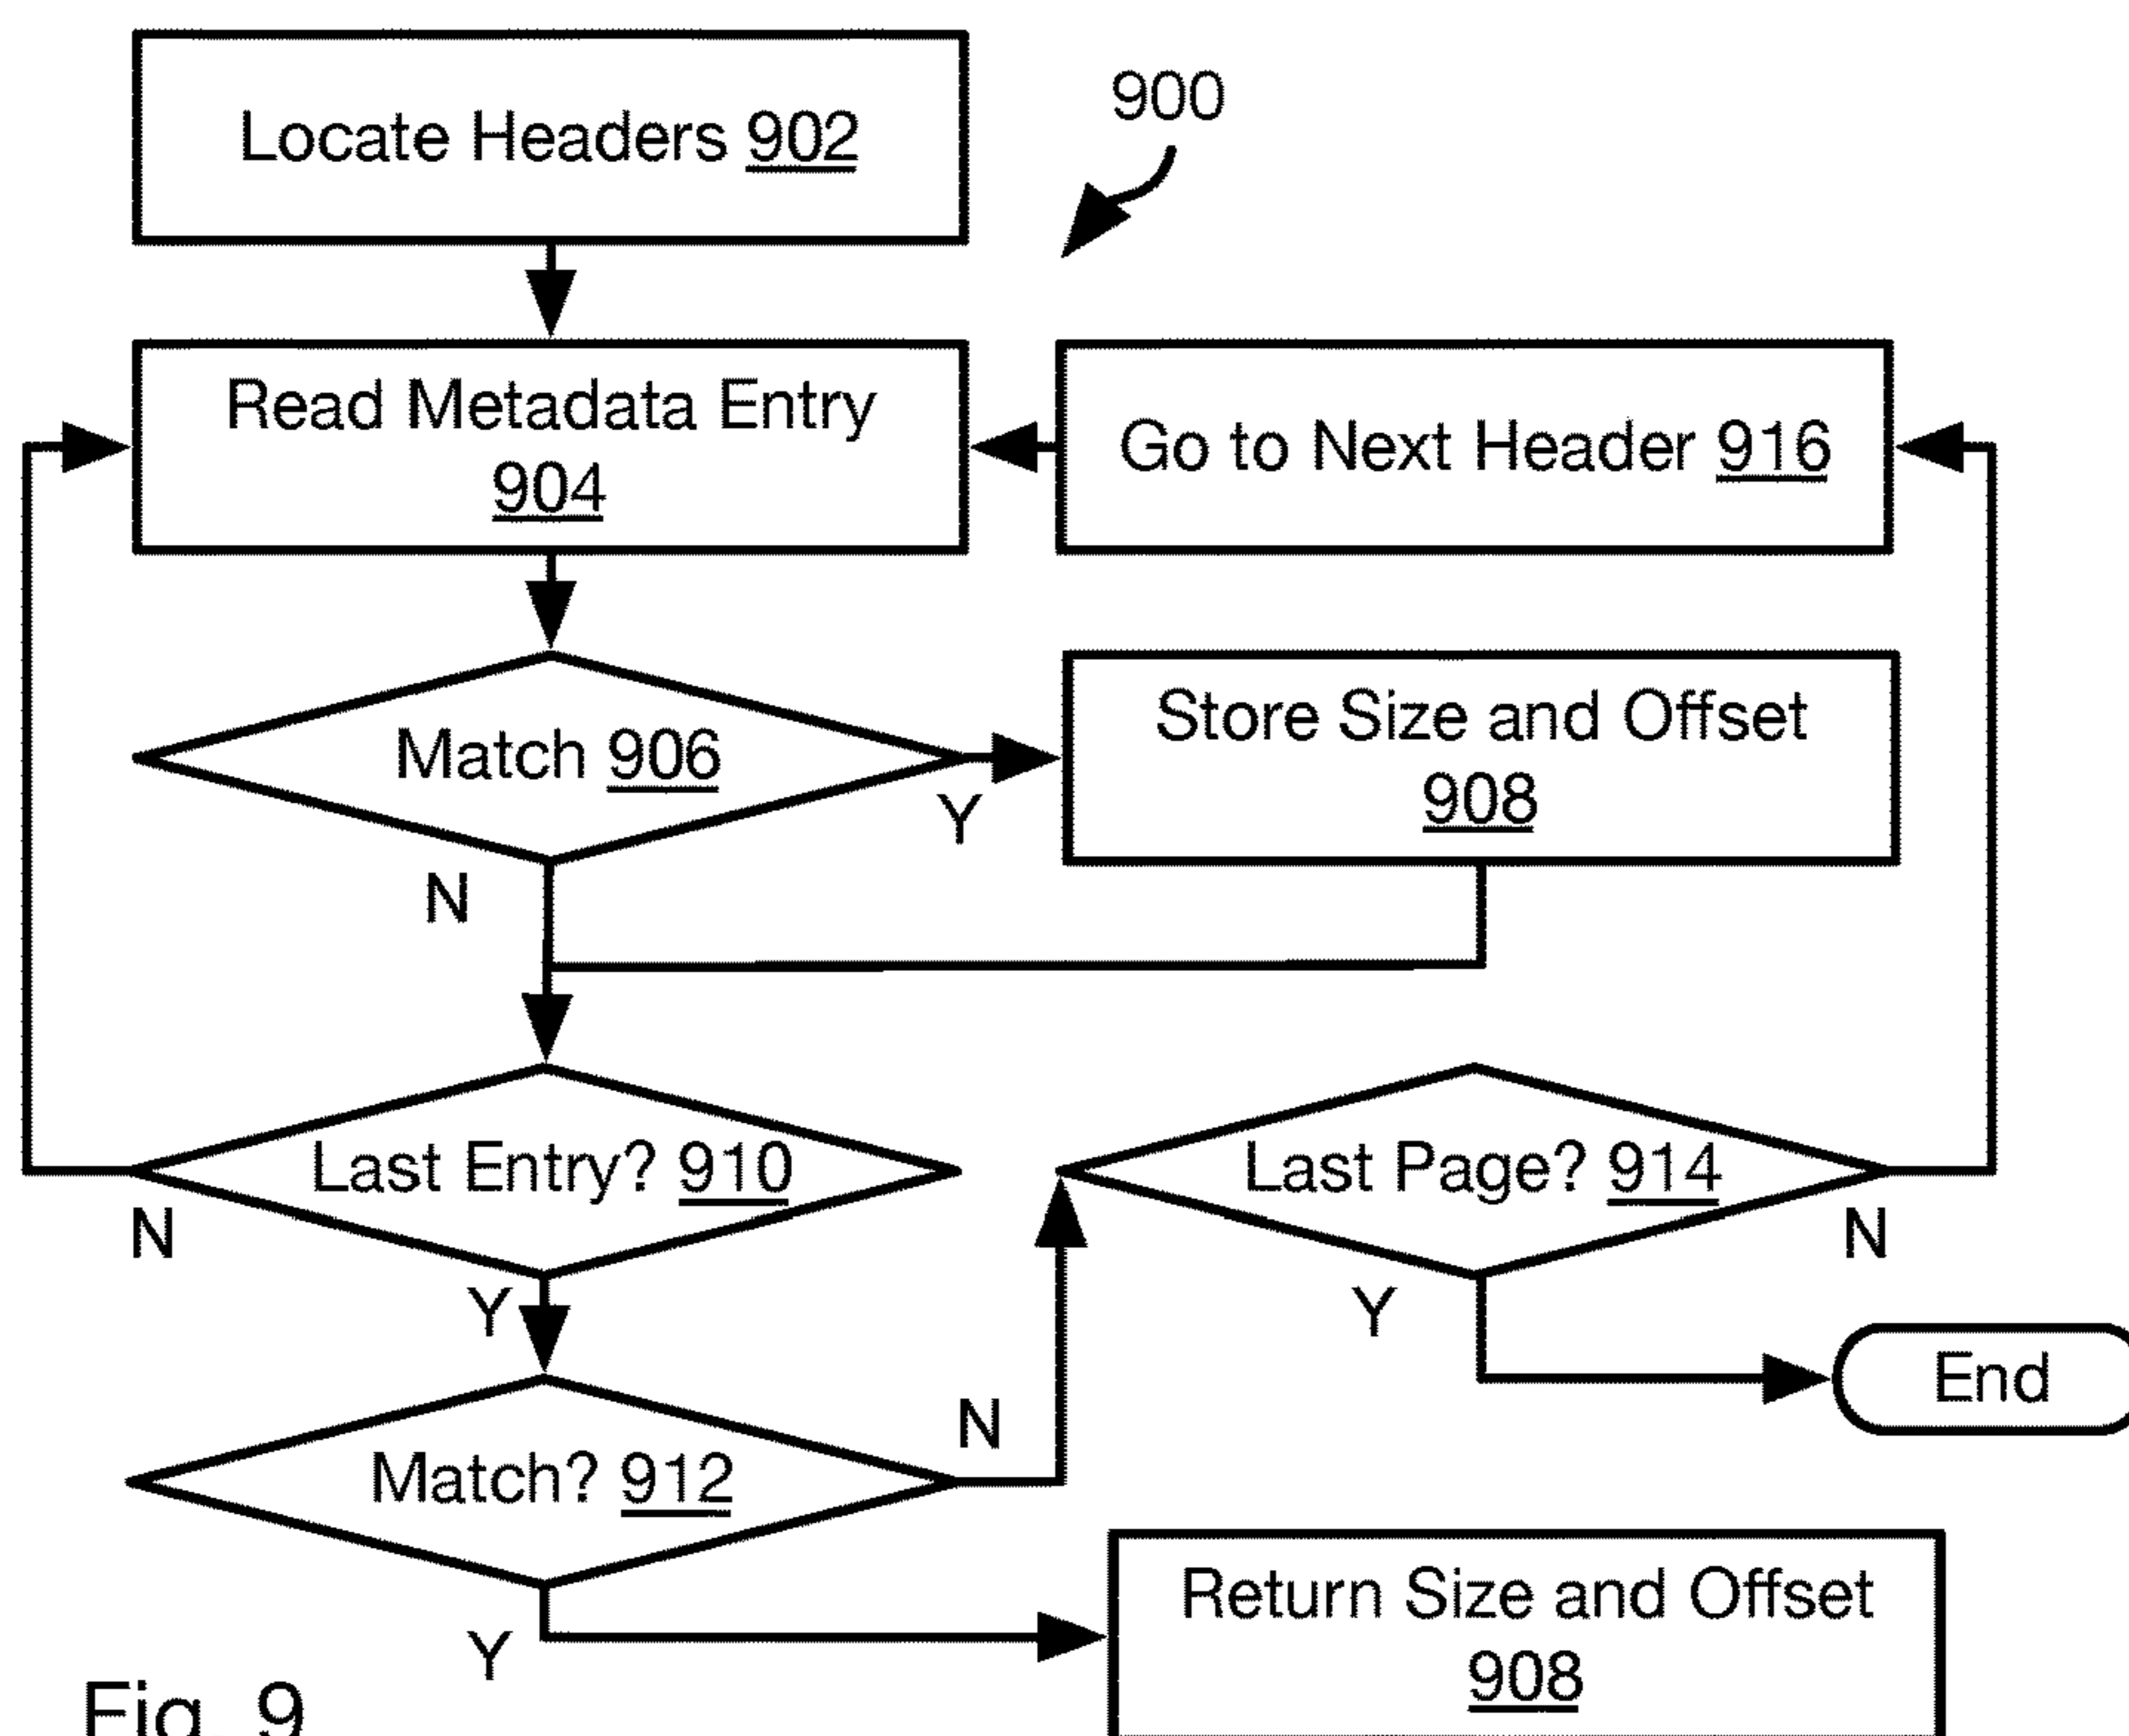 Locate Headers 902
900
Read Metadata Entry
904
Go to Next Header 916
Match 906
Y
N
Store Size and Offset
908
Last Entry? 910
N
Y
Last Page? 914
N
Y
End
Match? 912
N
Y
Return Size and Offset
908
Fig. 9